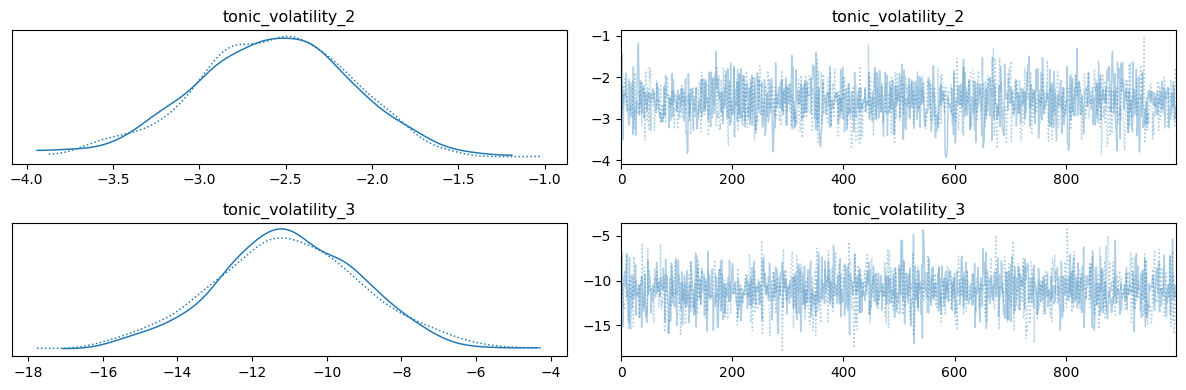 tonic_volatility_2
−4.0 −3.5 −3.0 −2.5 −2.0 −1.5 −1.0
tonic_volatility_2
−1
−2
−3
−4
0 200 400 600 800
tonic_volatility_3
−18 −16 −14 −12 −10 −8 −6 −4
tonic_volatility_3
−5
−10
−15
0 200 400 600 800